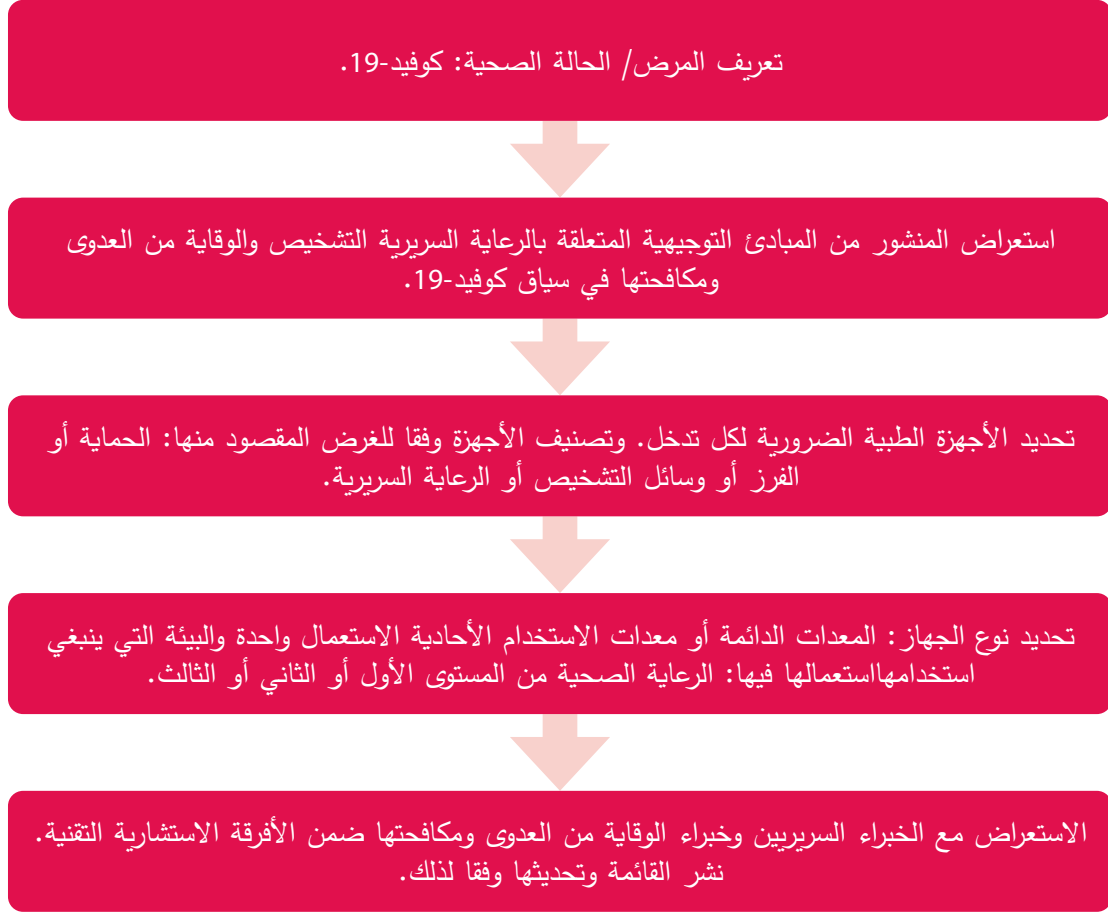 تعريف المرض/ الحالة الصحية: كوفيد-19.
استعراض المنشور من المبادئ التوجيهية المتعلقة بالرعاية السريرية التشخيص والوقاية من العدوى
ومكافحتها في سياق كوفيد-19.
تحديد الأجهزة الطبية الضرورية لكل تدخل. وتصنيف الأجهزة وفقا للغرض المقصود منها: الحماية أو
الفرز أو وسائل التشخيص أو الرعاية السريرية.
تحديد نوع الجهاز: المعدات الدائمة أو معدات الاستخدام الأحادية الاستعمال واحدة والبيئة التي ينبغي
استخدامهااستعمالها فيها: الرعاية الصحية من المستوى الأول أو الثاني أو الثالث.
الاستعراض مع الخبراء السريريين وخبراء الوقاية من العدوى ومكافحتها ضمن الأفرقة الاستشارية التقنية.
نشر القائمة وتحديثها وفقا لذلك.